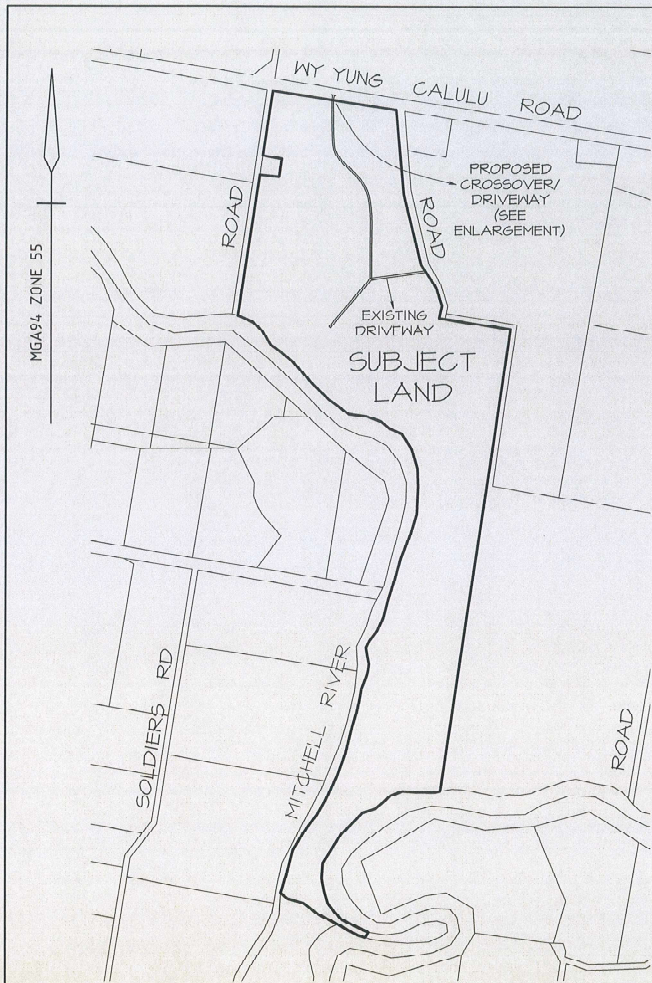 WY YUNG CALULU ROAD
PROPOSED
CROSSOVER/
DRIVEWAY
(SEE
ENLARGEMENT)
ROAD
ROAD
MGA94 ZONE 55
EXISTING
DRIVEWAY
SUBJECT
LAND
SOLDIERS RD
MITCHELL RIVER
ROAD